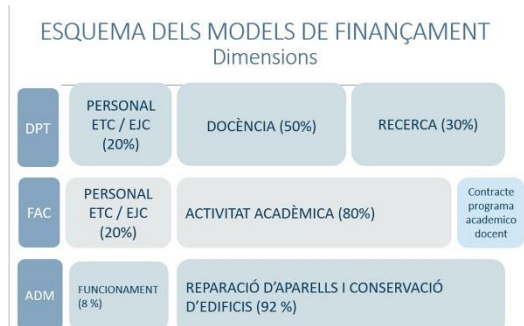 ESQUEMA DELS MODELS DE FINANÇAMENT
Dimensions
DPT
PERSONAL
ETC / EJC
(20%)
DOCÈNCIA (50%)
RECERCA (30%)
FAC
PERSONAL
ETC / EJC
(20%)
ACTIVITAT ACADÈMICA (80%)
Contracte
programa
academico
docent
ADM
FUNCIONAMENT
(8 %)
REPARACIÓ D'APARELLS I CONSERVACIÓ
D'EDIFICIS (92 %)